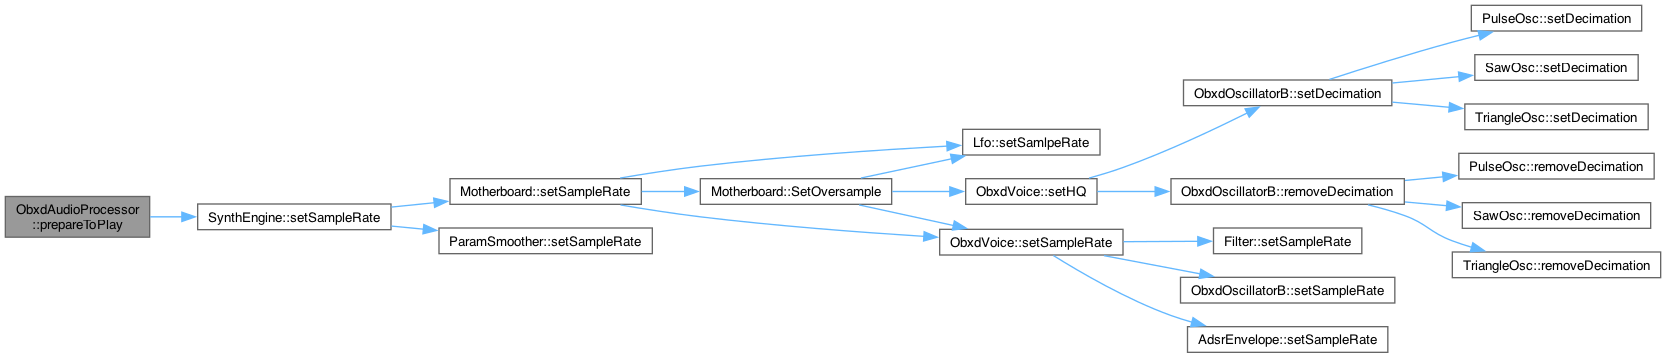 ObxdAudioProcessor
::prepareToPlay
SynthEngine::setSampleRate
Motherboard::setSampleRate
ParamSmoother::setSampleRate
Motherboard::SetOversample
Lfo::setSamlpeRate
ObxdVoice::setHQ
ObxdVoice::setSampleRate
ObxdOscillatorB::setDecimation
ObxdOscillatorB::removeDecimation
Filter::setSampleRate
ObxdOscillatorB::setSampleRate
AdsrEnvelope::setSampleRate
PulseOsc::setDecimation
SawOsc::setDecimation
TriangleOsc::setDecimation
PulseOsc::removeDecimation
SawOsc::removeDecimation
TriangleOsc::removeDecimation